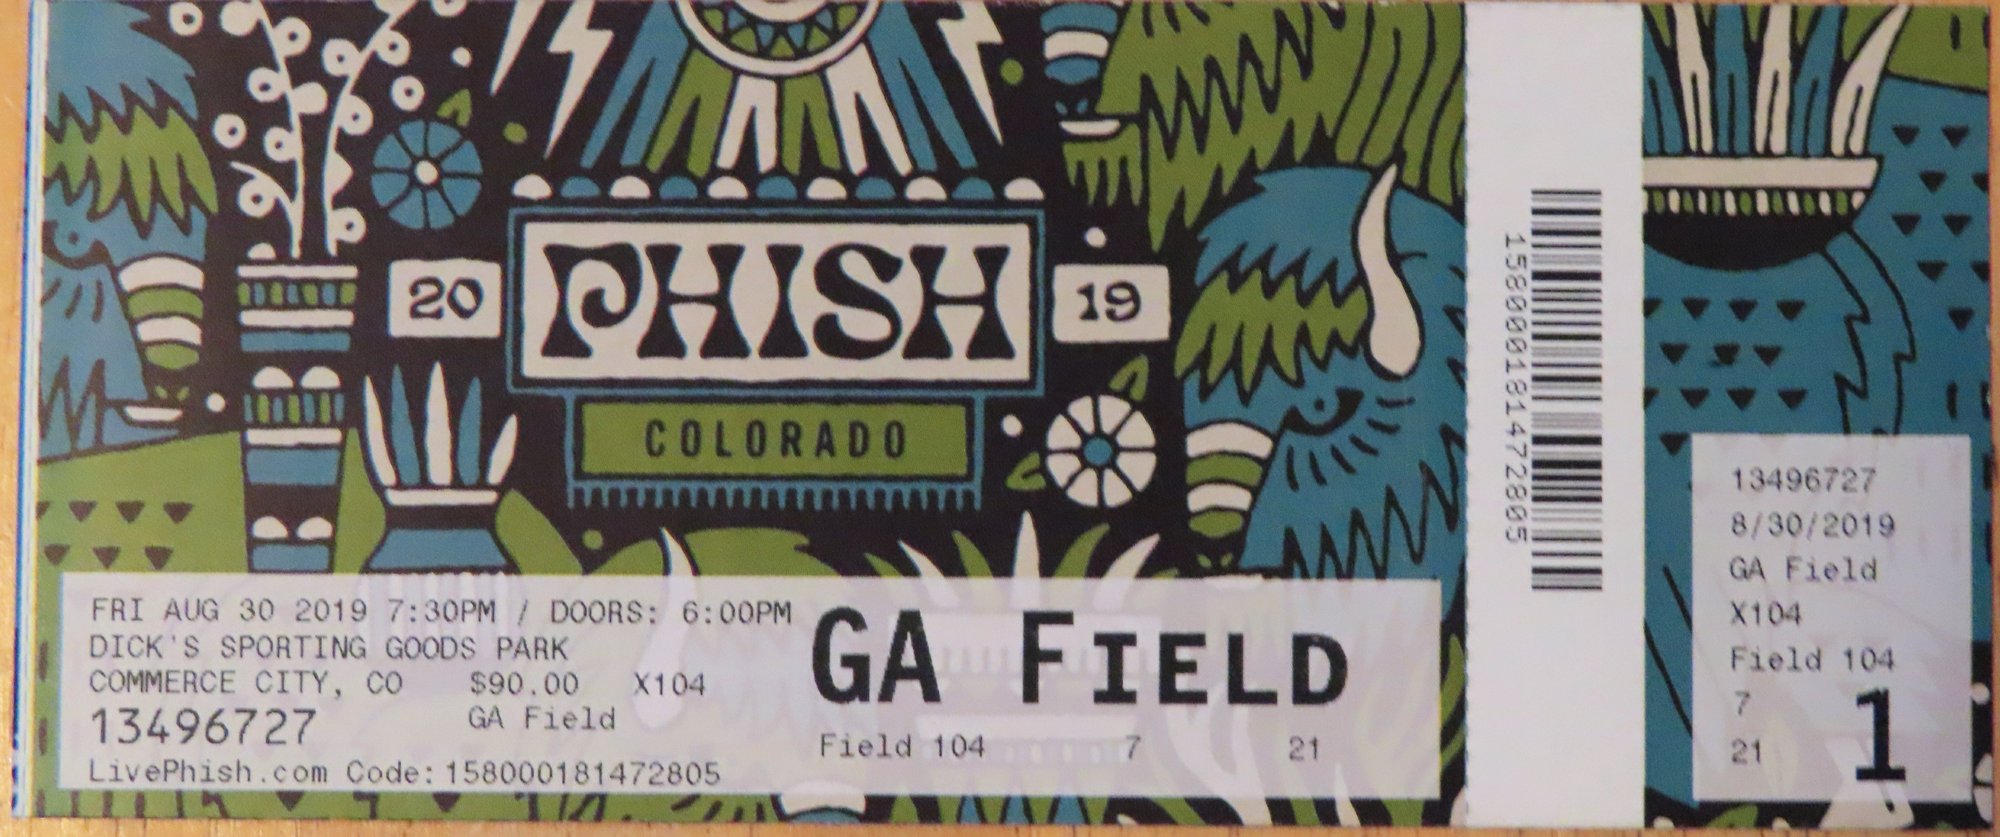 20 PHISH 19
COLORADO
FRI AUG 30 2019 7:30PM / DOORS: 6:00PM
DICK'S SPORTING GOODS PARK
COMMERCE CITY, CO $90.00 X104
13496727 GA Field
LivePhish.com Code: 158000181472805
GA FIELD
Field 104 7 21
158000181472805
13496727
8/30/2019
GA Field
X104
Field 104
7
21
1